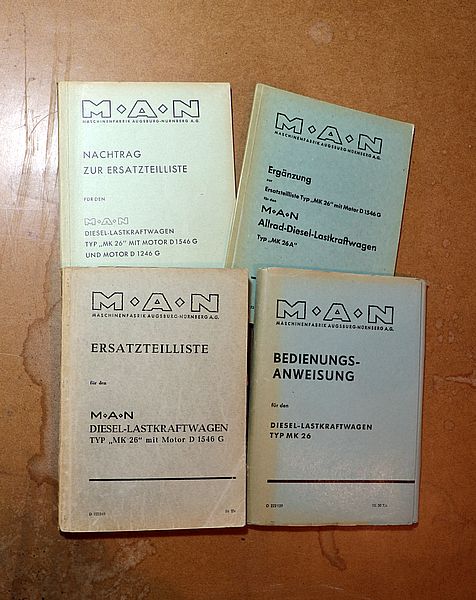 M·A·N
MASCHINENFABRIK AUGSBURG-NÜRNBERG A.G.
NACHTRAG
ZUR ERSATZTEILLISTE
FÜR DEN
M·A·N
DIESEL-LASTKRAFTWAGEN
TYP „MK 26" MIT MOTOR D 1546 G
UND MOTOR D 1246 G
M·A·N
MASCHINENFABRIK AUGSBURG-NÜRNBERG A.G.
Ergänzung
zur
Ersatzteilliste Typ „MK 26" mit Motor D 1546 G
für den
M·A·N
Allrad-Diesel-Lastkraftwagen
Typ „MK 26A"
M·A·N
MASCHINENFABRIK AUGSBURG-NÜRNBERG A.G.
ERSATZTEILLISTE
für den
M·A·N
DIESEL-LASTKRAFTWAGEN
TYP „MK 26" mit Motor D 1546 G
M·A·N
MASCHINENFABRIK AUGSBURG-NÜRNBERG A.G.
BEDIENUNGS-
ANWEISUNG
für den
DIESEL-LASTKRAFTWAGEN
TYP MK 26